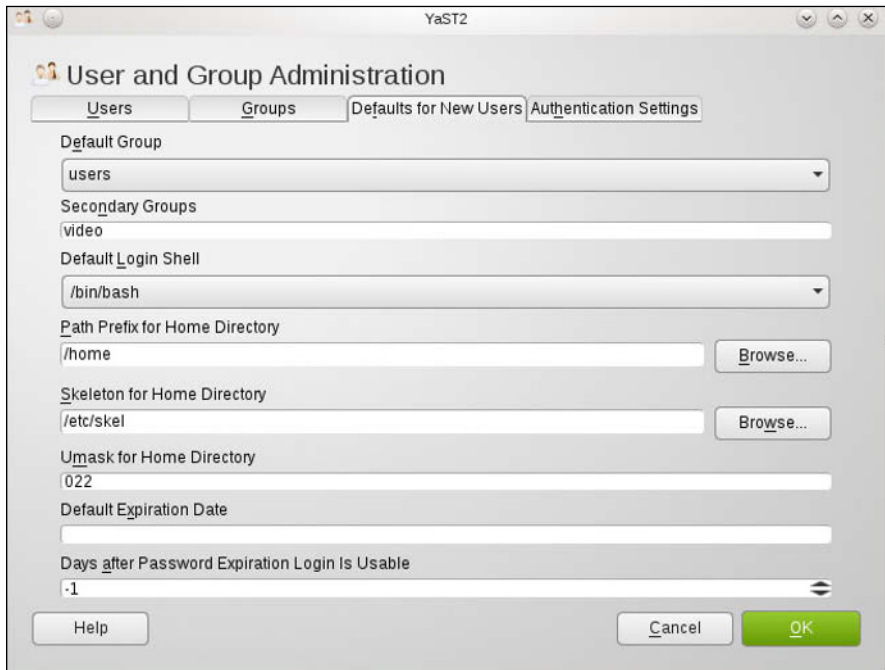 YaST2
User and Group Administration
Users Groups Defaults for New Users Authentication Settings
Default Group
users
Secondary Groups
video
Default Login Shell
/bin/bash
Path Prefix for Home Directory
/home Browse...
Skeleton for Home Directory
/etc/skel Browse...
Umask for Home Directory
022
Default Expiration Date
Days after Password Expiration Login Is Usable
-1
Help Cancel OK